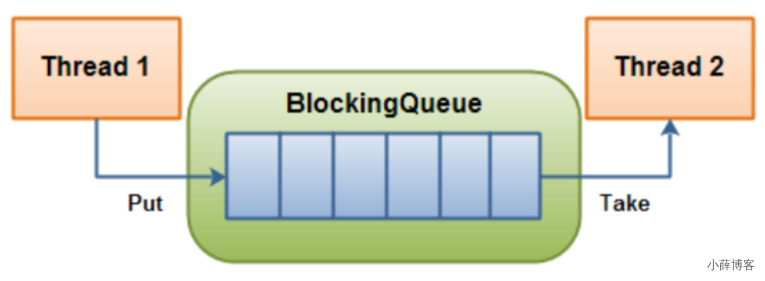 Thread 1
Thread 2
BlockingQueue
Put
Take
小薛博客